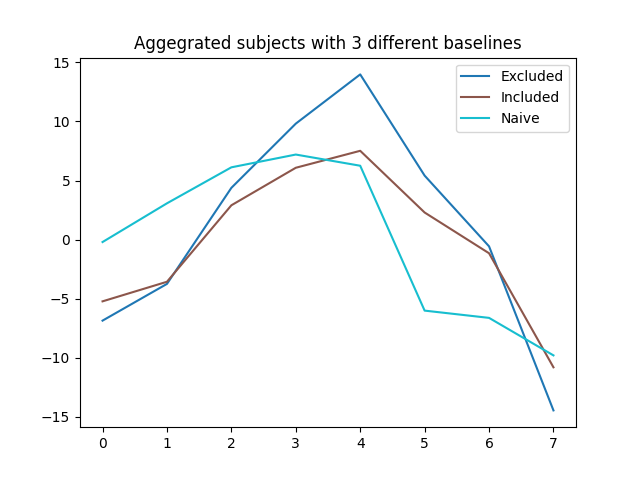 Aggegrated subjects with 3 different baselines
Excluded
Included
Naive
15
10
5
0
−5
−10
−15
0 1 2 3 4 5 6 7